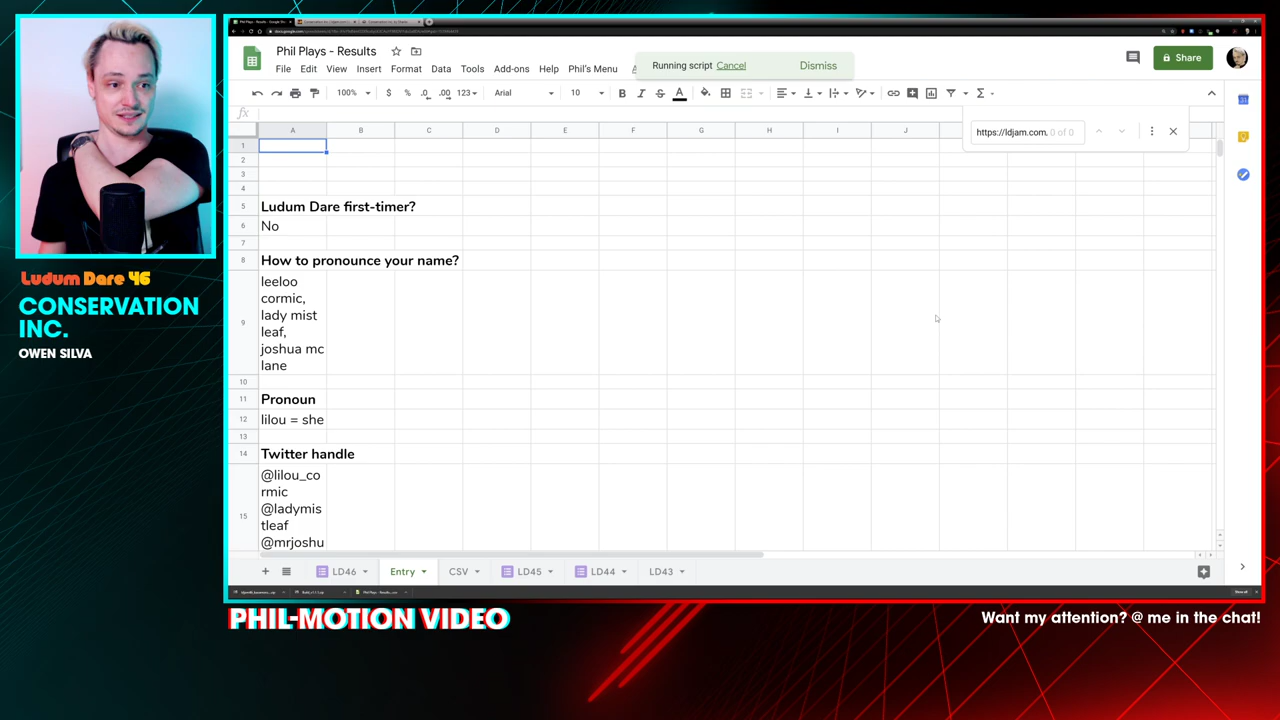 Phil Plays - Results
Share
File Edit View Insert Format Data Tools Add-ons Help Phil's Menu
Running script Cancel Dismiss
100% $ % .0 .00 123 Arial 10 B I S A
fx
https://ldjam.com. 0 of 0
A B C D E F G H I J
1
2
3
4
5 Ludum Dare first-timer?
6 No
7
8 How to pronounce your name?
leeloo
cormic,
lady mist
9 leaf,
joshua mc
lane
10
11 Pronoun
12 lilou = she
13
14 Twitter handle
@lilou_co
rmic
@ladymis
15 tleaf
@mrjoshu
LD46 Entry CSV LD45 LD44 LD43
Ludum Dare 46
CONSERVATION
INC.
OWEN SILVA
PHIL-MOTION VIDEO
Want my attention? @ me in the chat!